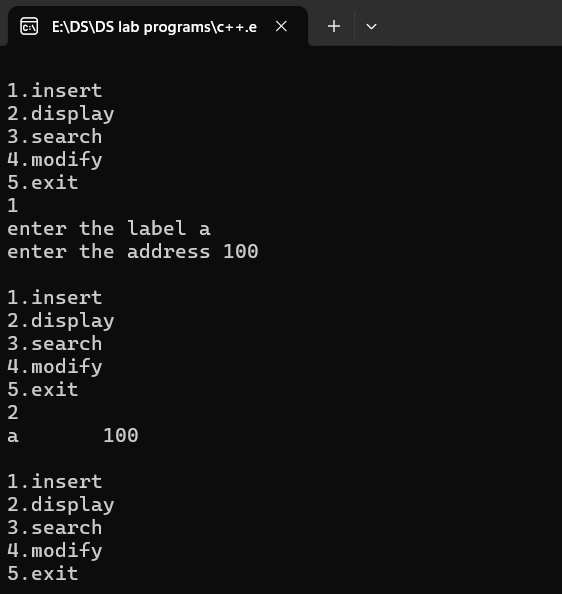 E:\DS\DS lab programs\c++.e
1.insert
2.display
3.search
4.modify
5.exit
1
enter the label a
enter the address 100
1.insert
2.display
3.search
4.modify
5.exit
2
a       100
1.insert
2.display
3.search
4.modify
5.exit